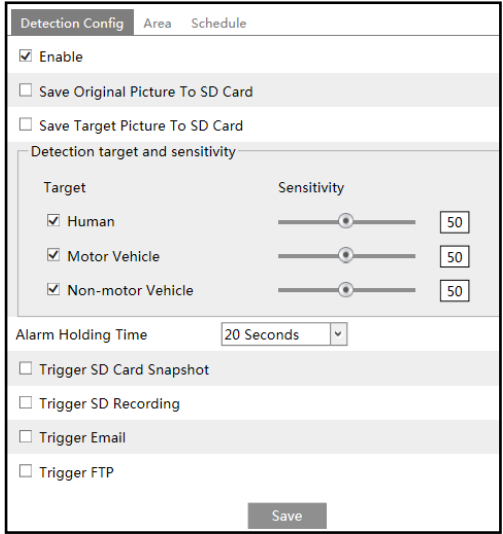 Detection Config Area Schedule
Enable
Save Original Picture To SD Card
Save Target Picture To SD Card
Detection target and sensitivity
Target Sensitivity
Human 50
Motor Vehicle 50
Non-motor Vehicle 50
Alarm Holding Time 20 Seconds
Trigger SD Card Snapshot
Trigger SD Recording
Trigger Email
Trigger FTP
Save